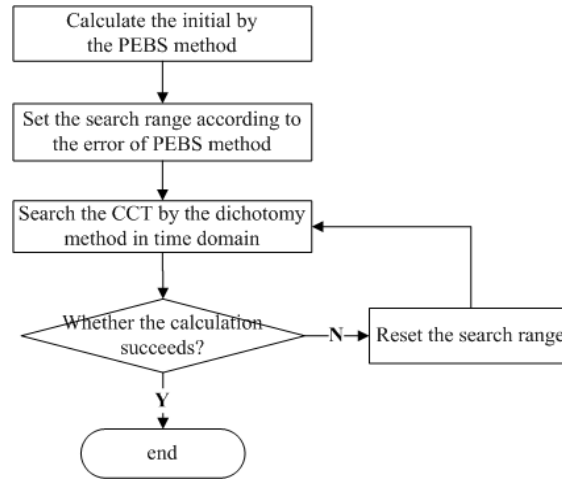 Calculate the initial by
the PEBS method
Set the search range according to
the error of PEBS method
Search the CCT by the dichotomy
method in time domain
Whether the calculation
succeeds?
N
Reset the search range
Y
end